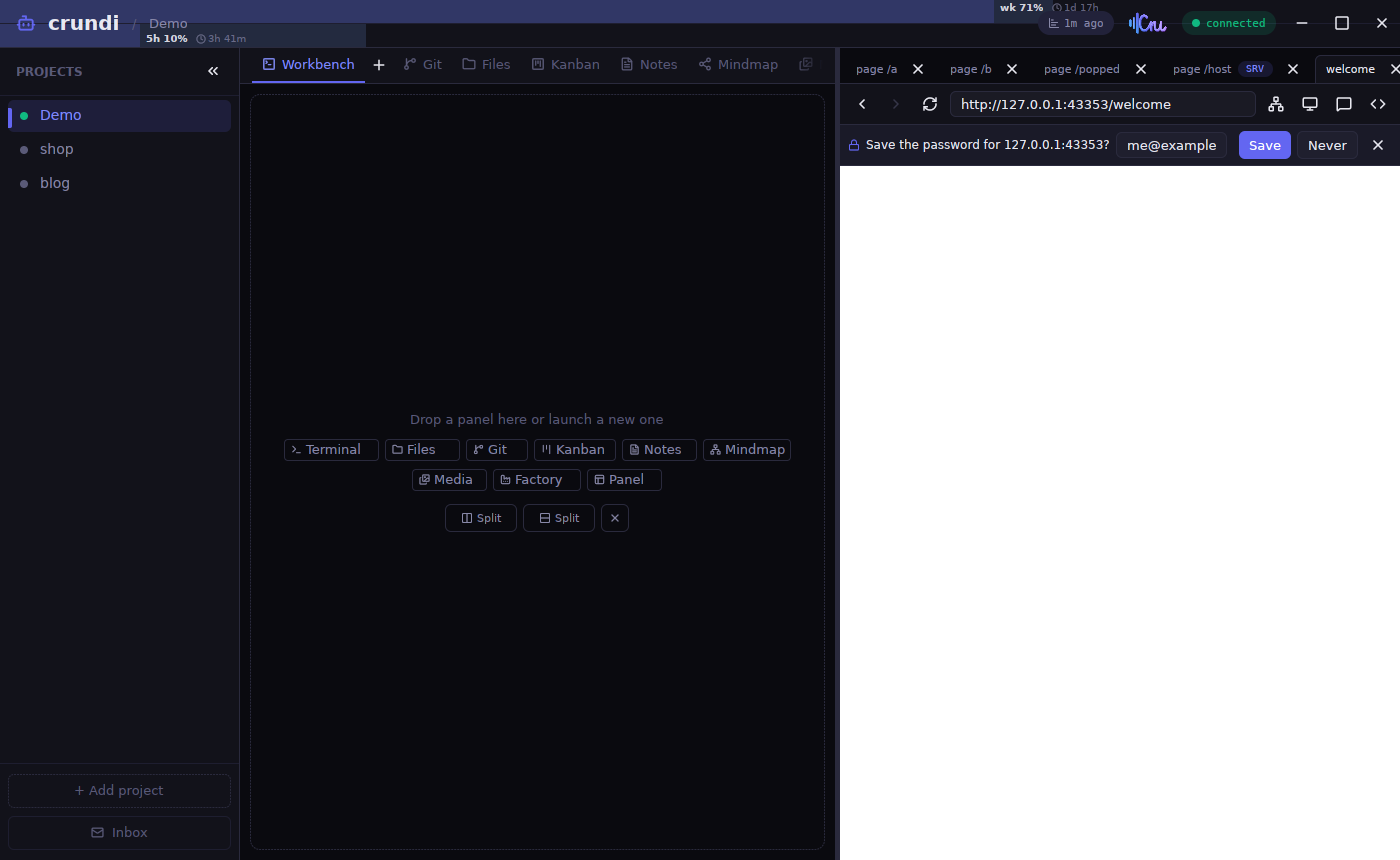 crundi / Demo
wk 71% 1d 17h
5h 10% 3h 41m
1m ago
Cru
connected
PROJECTS
Demo
shop
blog
+ Add project
Inbox
Workbench + Git Files Kanban Notes Mindmap
Drop a panel here or launch a new one
Terminal Files Git Kanban Notes Mindmap
Media Factory Panel
Split Split
page /a page /b page /popped page /host SRV welcome
http://127.0.0.1:43353/welcome
Save the password for 127.0.0.1:43353? me@example Save Never